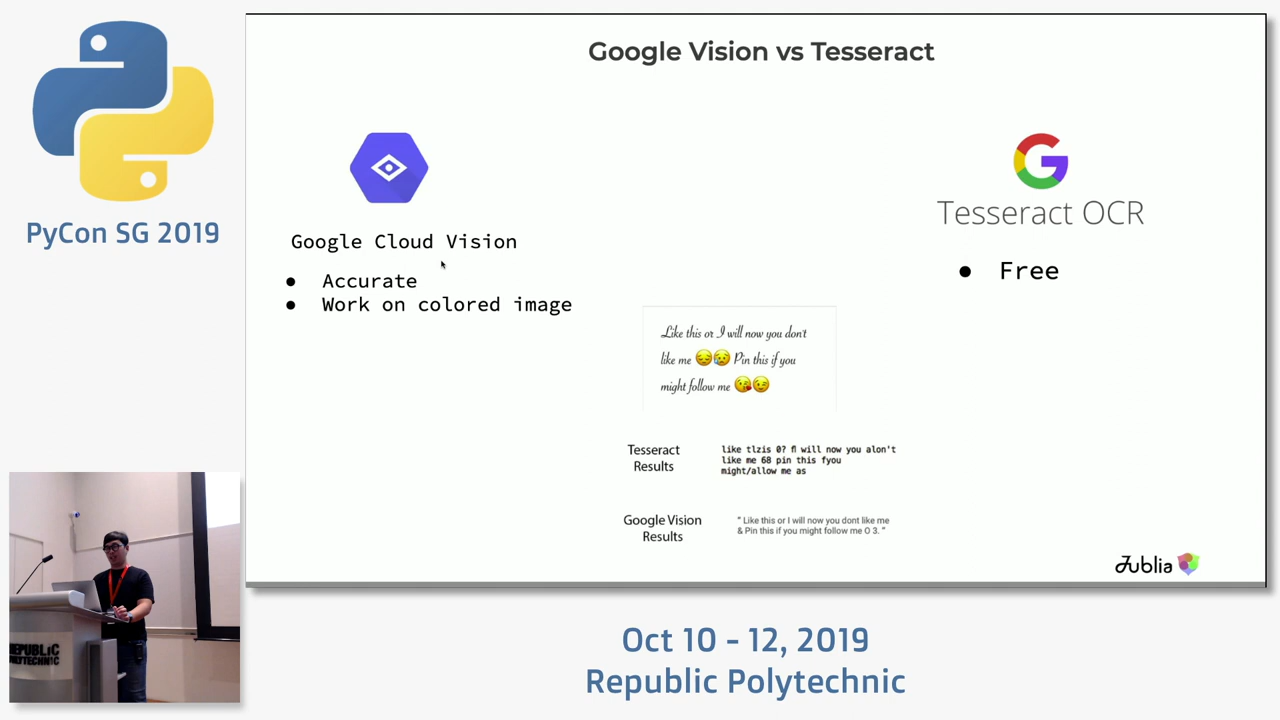 PyCon SG 2019
Google Vision vs Tesseract
Google Cloud Vision
● Accurate
● Work on colored image
Tesseract OCR
● Free
Like this or I will now you don't
like me 😔😥 Pin this if you
might follow me 😘😉
Tesseract
Results
like tlzis 0? fl will now you alon't
like me 68 pin this fyou
might/allow me as
Google Vision
Results
" Like this or I will now you dont like me
& Pin this if you might follow me O 3. "
Jublia
REPUBLIC
POLYTECHNIC
Oct 10 - 12, 2019
Republic Polytechnic